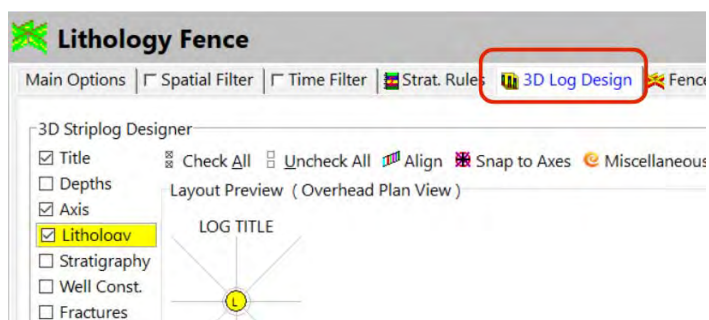 Lithology Fence
Main Options Spatial Filter Time Filter Strat. Rules 3D Log Design Fence
3D Striplog Designer
Title Check All Uncheck All Align Snap to Axes Miscellaneous
Depths Layout Preview ( Overhead Plan View )
Axis
LOG TITLE
Lithology
Stratigraphy
Well Const.
L
Fractures